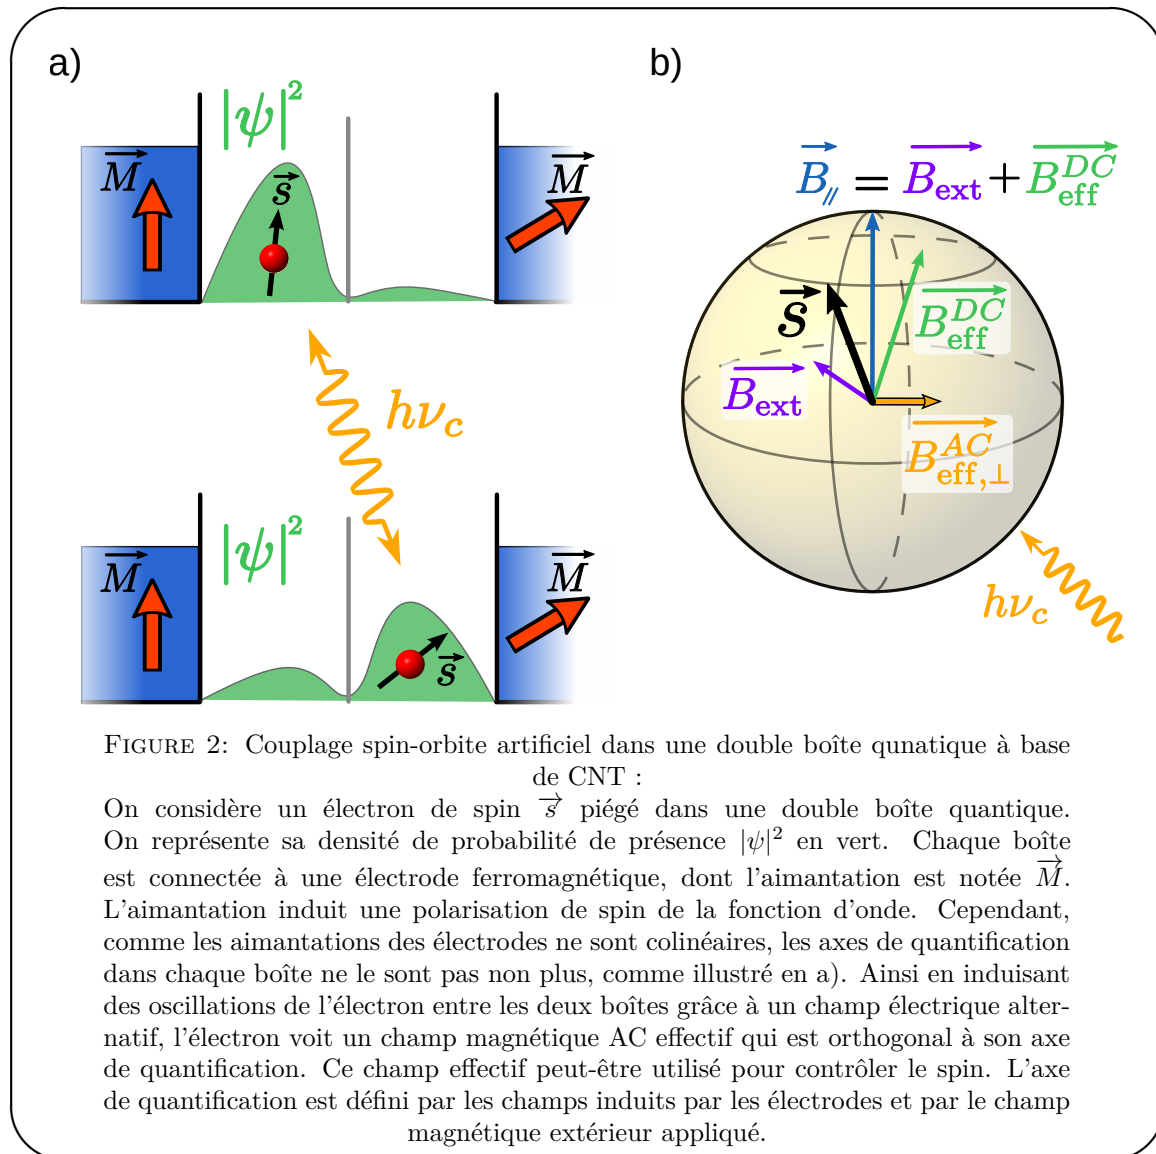 a)
b)
|ψ|²
M⃗
s⃗
M⃗
hν_c
|ψ|²
M⃗
s⃗
M⃗
B⃗_∥ = B⃗_ext + B⃗_eff^DC
s⃗
B⃗_eff^DC
B⃗_ext
B⃗_eff,⊥^AC
hν_c
FIGURE 2: Couplage spin-orbite artificiel dans une double boîte qunatique à base
de CNT :
On considère un électron de spin s⃗ piégé dans une double boîte quantique.
On représente sa densité de probabilité de présence |ψ|² en vert. Chaque boîte
est connectée à une électrode ferromagnétique, dont l'aimantation est notée M⃗.
L'aimantation induit une polarisation de spin de la fonction d'onde. Cependant,
comme les aimantations des électrodes ne sont colinéaires, les axes de quantification
dans chaque boîte ne le sont pas non plus, comme illustré en a). Ainsi en induisant
des oscillations de l'électron entre les deux boîtes grâce à un champ électrique alter-
natif, l'électron voit un champ magnétique AC effectif qui est orthogonal à son axe
de quantification. Ce champ effectif peut-être utilisé pour contrôler le spin. L'axe
de quantification est défini par les champs induits par les électrodes et par le champ
magnétique extérieur appliqué.